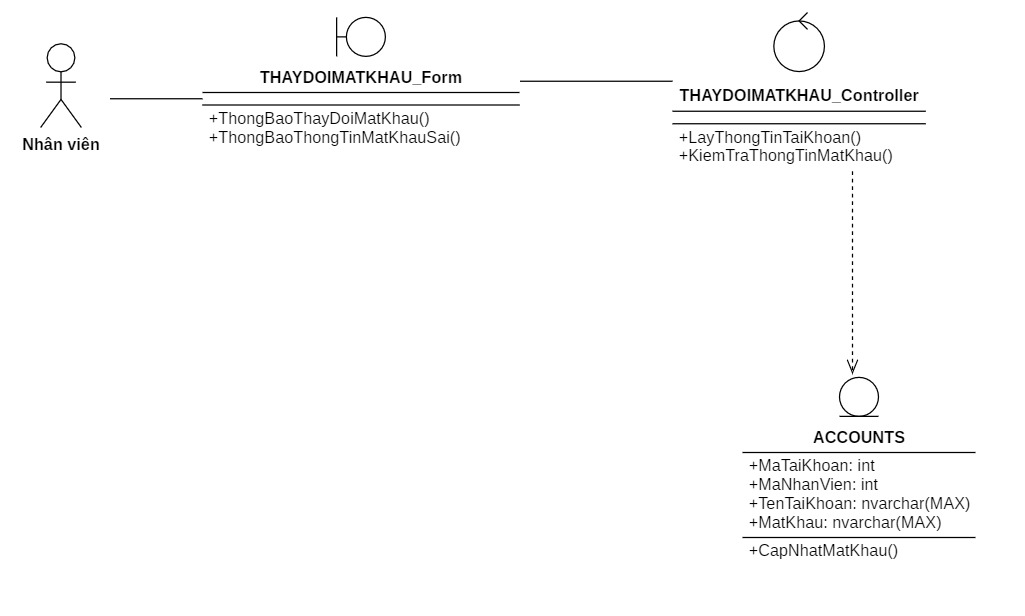 Nhân viên
THAYDOIMATKHAU_Form
+ThongBaoThayDoiMatKhau()
+ThongBaoThongTinMatKhauSai()
THAYDOIMATKHAU_Controller
+LayThongTinTaiKhoan()
+KiemTraThongTinMatKhau()
ACCOUNTS
+MaTaiKhoan: int
+MaNhanVien: int
+TenTaiKhoan: nvarchar(MAX)
+MatKhau: nvarchar(MAX)
+CapNhatMatKhau()